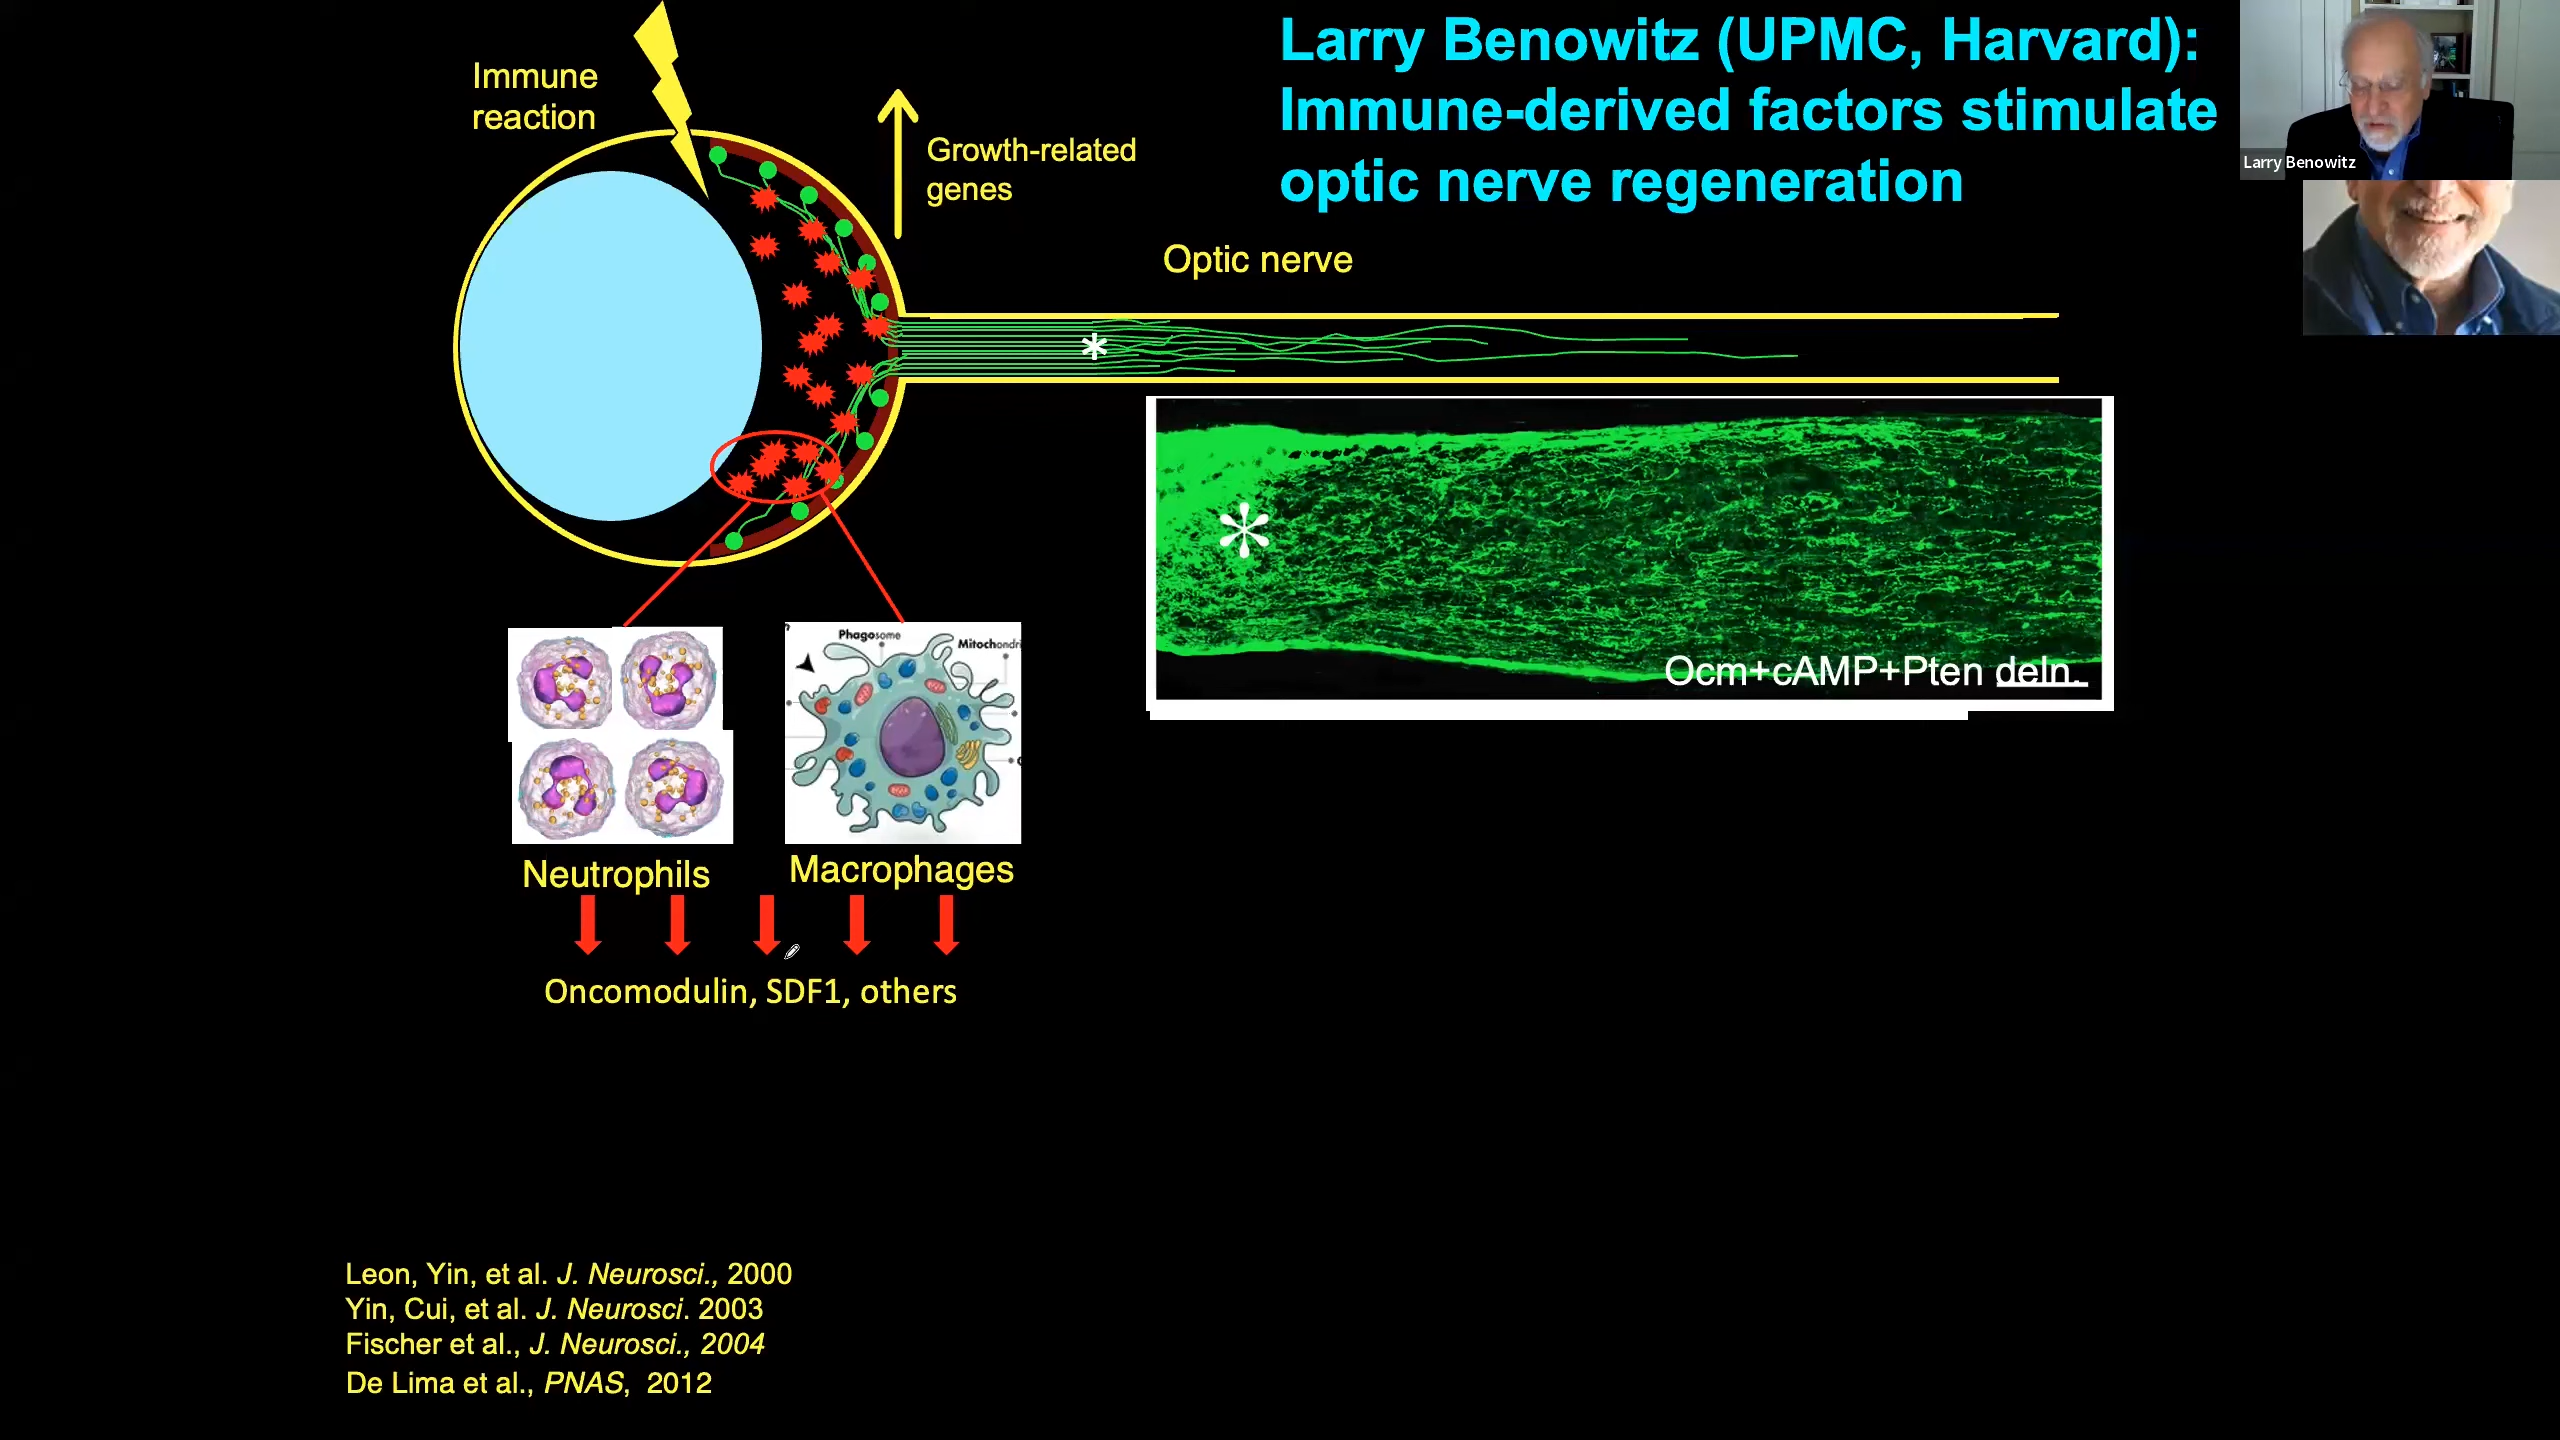 Larry Benowitz (UPMC, Harvard):
Immune-derived factors stimulate
optic nerve regeneration
Larry Benowitz
Immune
reaction
Growth-related
genes
Optic nerve
*
*
Ocm+cAMP+Pten deln.
Phagosome
Mitochondri
Neutrophils
Macrophages
Oncomodulin, SDF1, others
Leon, Yin, et al. J. Neurosci., 2000
Yin, Cui, et al. J. Neurosci. 2003
Fischer et al., J. Neurosci., 2004
De Lima et al., PNAS, 2012